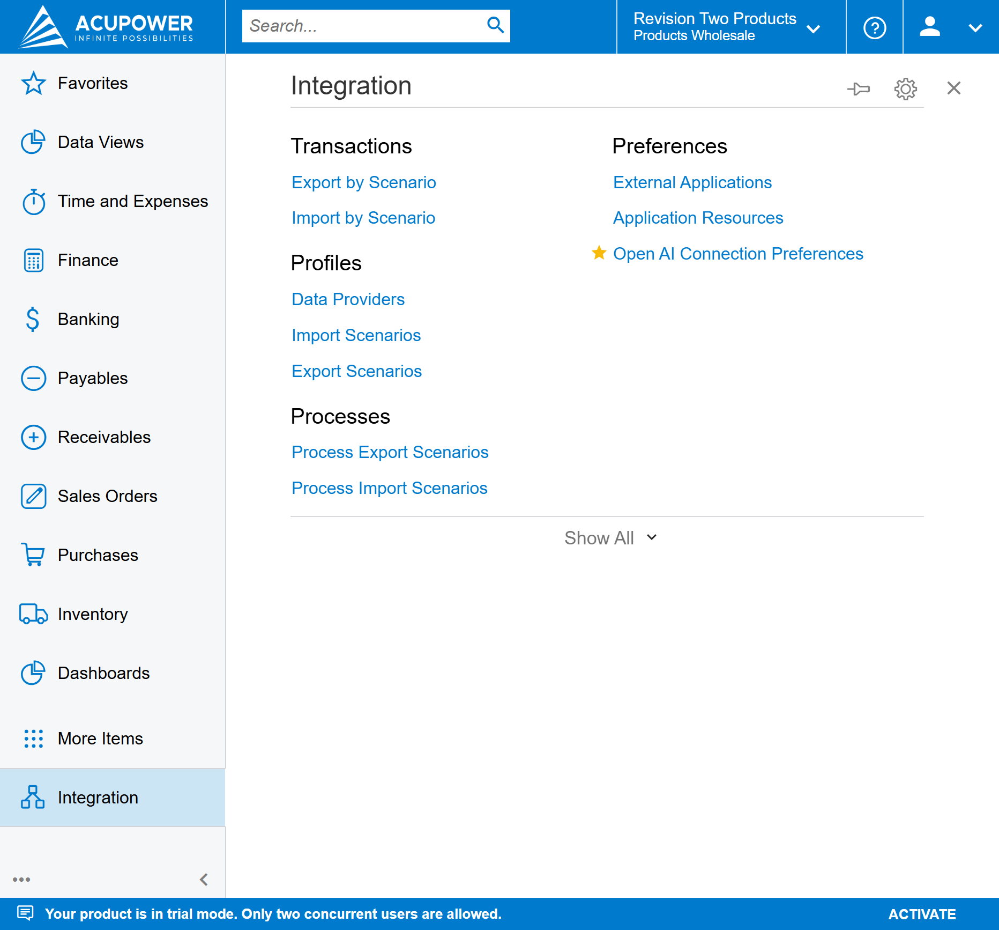 ACUPOWER
INFINITE POSSIBILITIES
Search...
Revision Two Products
Products Wholesale
?
Favorites
Data Views
Time and Expenses
Finance
Banking
Payables
Receivables
Sales Orders
Purchases
Inventory
Dashboards
More Items
Integration
Integration
Transactions
Export by Scenario
Import by Scenario
Profiles
Data Providers
Import Scenarios
Export Scenarios
Processes
Process Export Scenarios
Process Import Scenarios
Preferences
External Applications
Application Resources
Open AI Connection Preferences
Show All
Your product is in trial mode. Only two concurrent users are allowed.
ACTIVATE